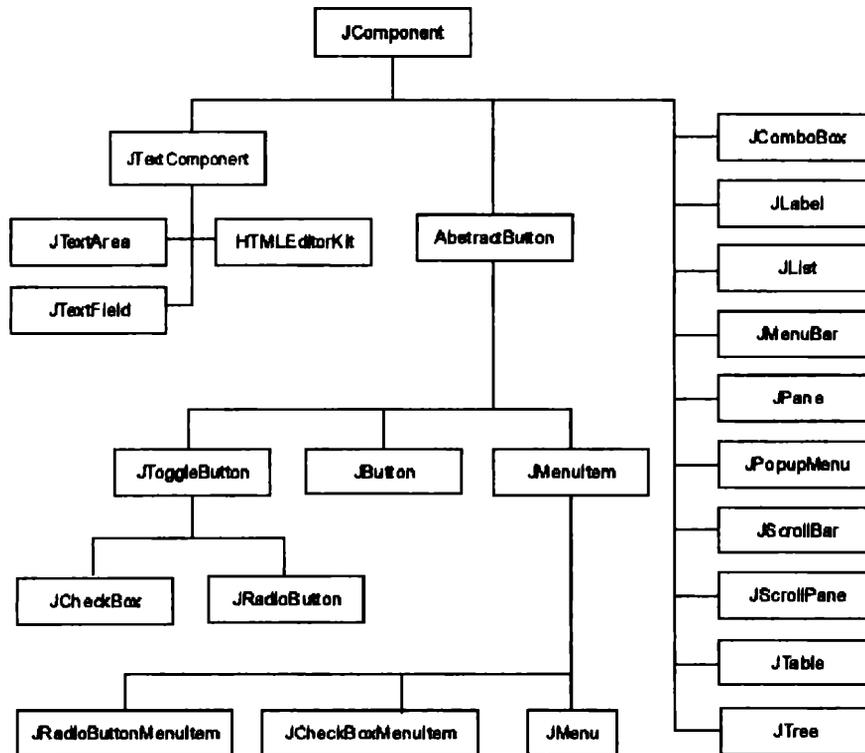 JComponent
JTextComponent
JComboBox
JLabel
JTextArea
HTMLEditorKit
AbstractButton
JList
JTextField
JMenuBar
JPane
JToggleButton
JButton
JMenuItem
JPopupMenu
JScrollBar
JCheckBox
JRadioButton
JScrollPane
JTable
JRadioButtonMenuItem
JCheckBoxMenuItem
JMenu
JTree